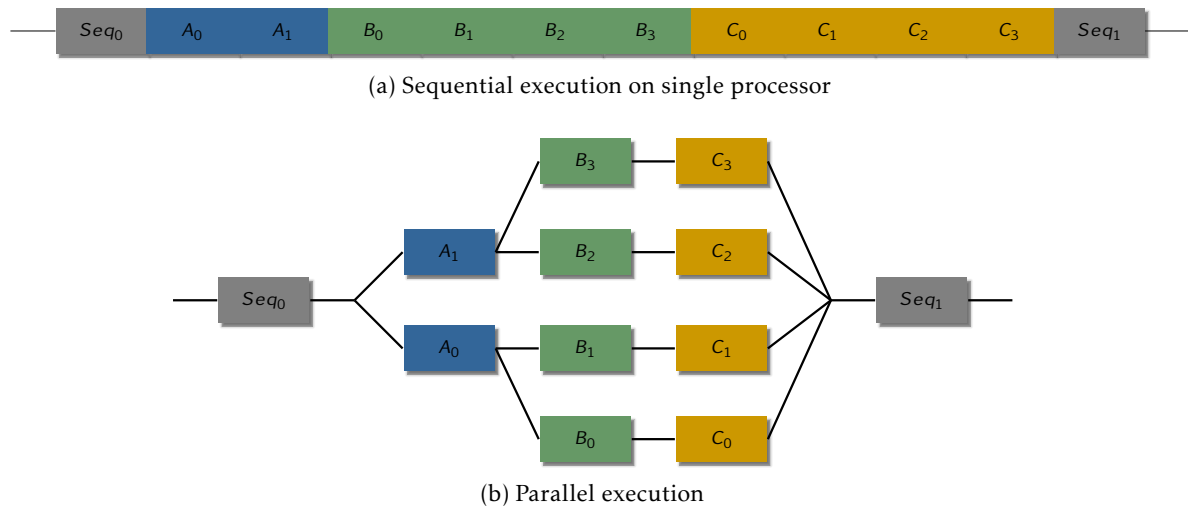 Seq₀ A₀ A₁ B₀ B₁ B₂ B₃ C₀ C₁ C₂ C₃ Seq₁
(a) Sequential execution on single processor
B₃ C₃
A₁ B₂ C₂
Seq₀ Seq₁
A₀ B₁ C₁
B₀ C₀
(b) Parallel execution